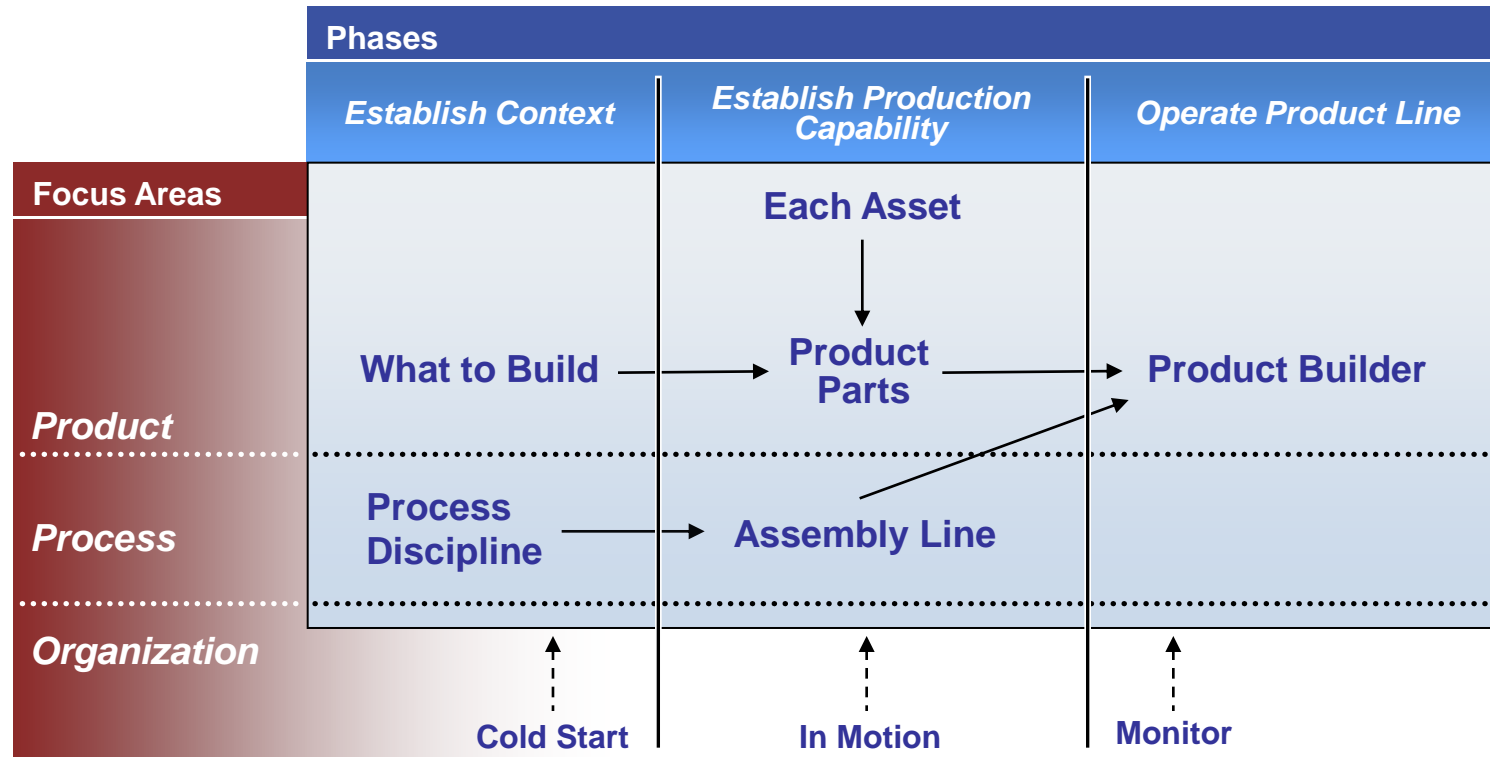 Phases
Establish Context
Establish Production
Capability
Operate Product Line
Focus Areas
Each Asset
What to Build
Product
Parts
Product Builder
Product
Process
Discipline
Assembly Line
Process
Organization
Cold Start
In Motion
Monitor